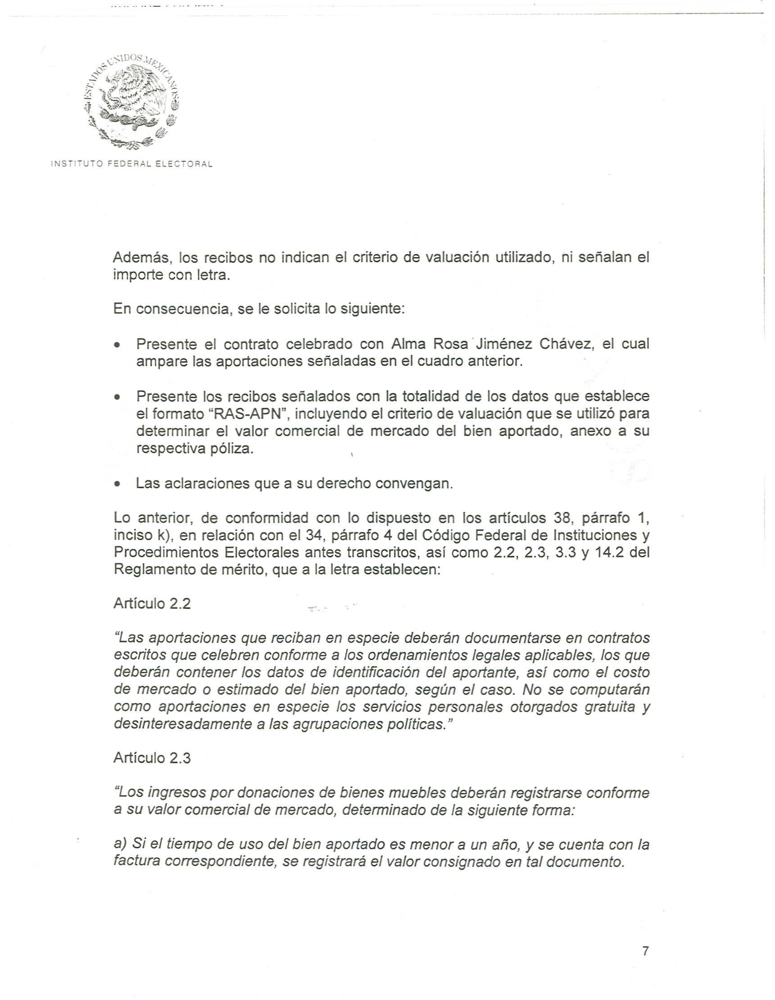 ESTADOS UNIDOS MEXICANOS
INSTITUTO FEDERAL ELECTORAL
Además, los recibos no indican el criterio de valuación utilizado, ni señalan el
importe con letra.
En consecuencia, se le solicita lo siguiente:
• Presente el contrato celebrado con Alma Rosa Jiménez Chávez, el cual
ampare las aportaciones señaladas en el cuadro anterior.
• Presente los recibos señalados con la totalidad de los datos que establece
el formato “RAS-APN”, incluyendo el criterio de valuación que se utilizó para
determinar el valor comercial de mercado del bien aportado, anexo a su
respectiva póliza.
• Las aclaraciones que a su derecho convengan.
Lo anterior, de conformidad con lo dispuesto en los artículos 38, párrafo 1,
inciso k), en relación con el 34, párrafo 4 del Código Federal de Instituciones y
Procedimientos Electorales antes transcritos, así como 2.2, 2.3, 3.3 y 14.2 del
Reglamento de mérito, que a la letra establecen:
Artículo 2.2
“Las aportaciones que reciban en especie deberán documentarse en contratos
escritos que celebren conforme a los ordenamientos legales aplicables, los que
deberán contener los datos de identificación del aportante, así como el costo
de mercado o estimado del bien aportado, según el caso. No se computarán
como aportaciones en especie los servicios personales otorgados gratuita y
desinteresadamente a las agrupaciones políticas.”
Artículo 2.3
“Los ingresos por donaciones de bienes muebles deberán registrarse conforme
a su valor comercial de mercado, determinado de la siguiente forma:
a) Si el tiempo de uso del bien aportado es menor a un año, y se cuenta con la
factura correspondiente, se registrará el valor consignado en tal documento.
7